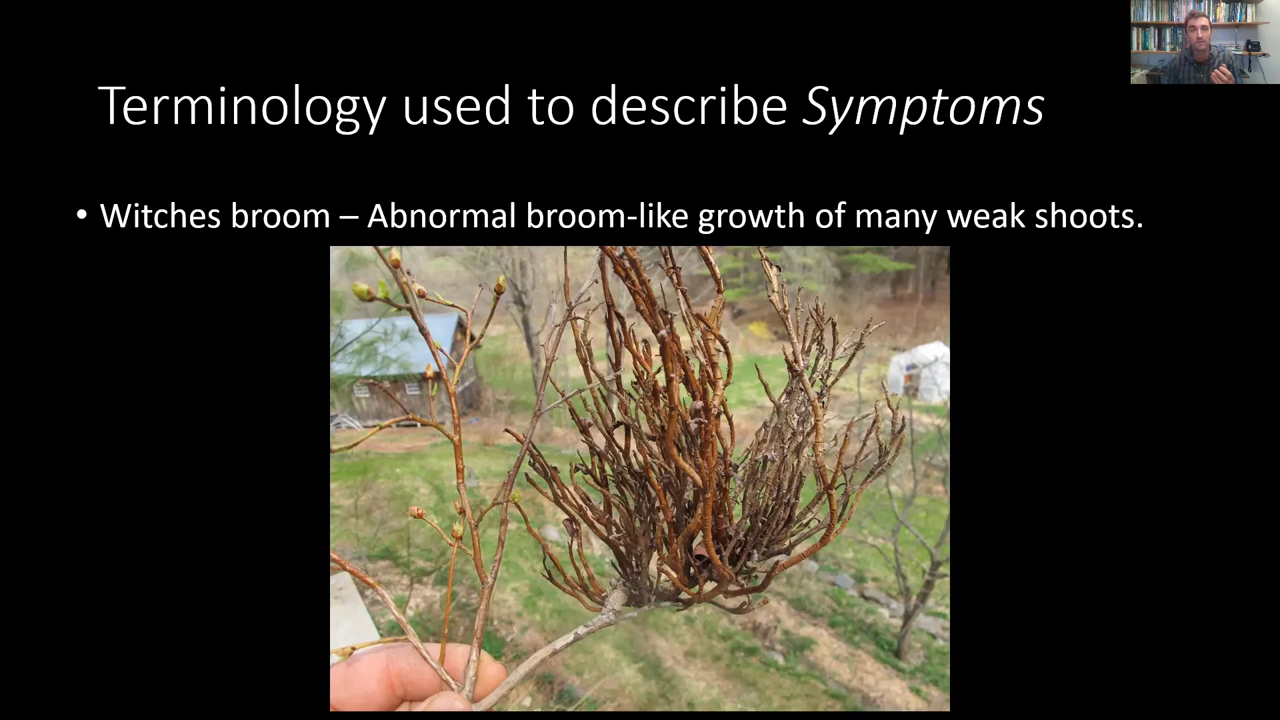 Terminology used to describe Symptoms
• Witches broom – Abnormal broom-like growth of many weak shoots.